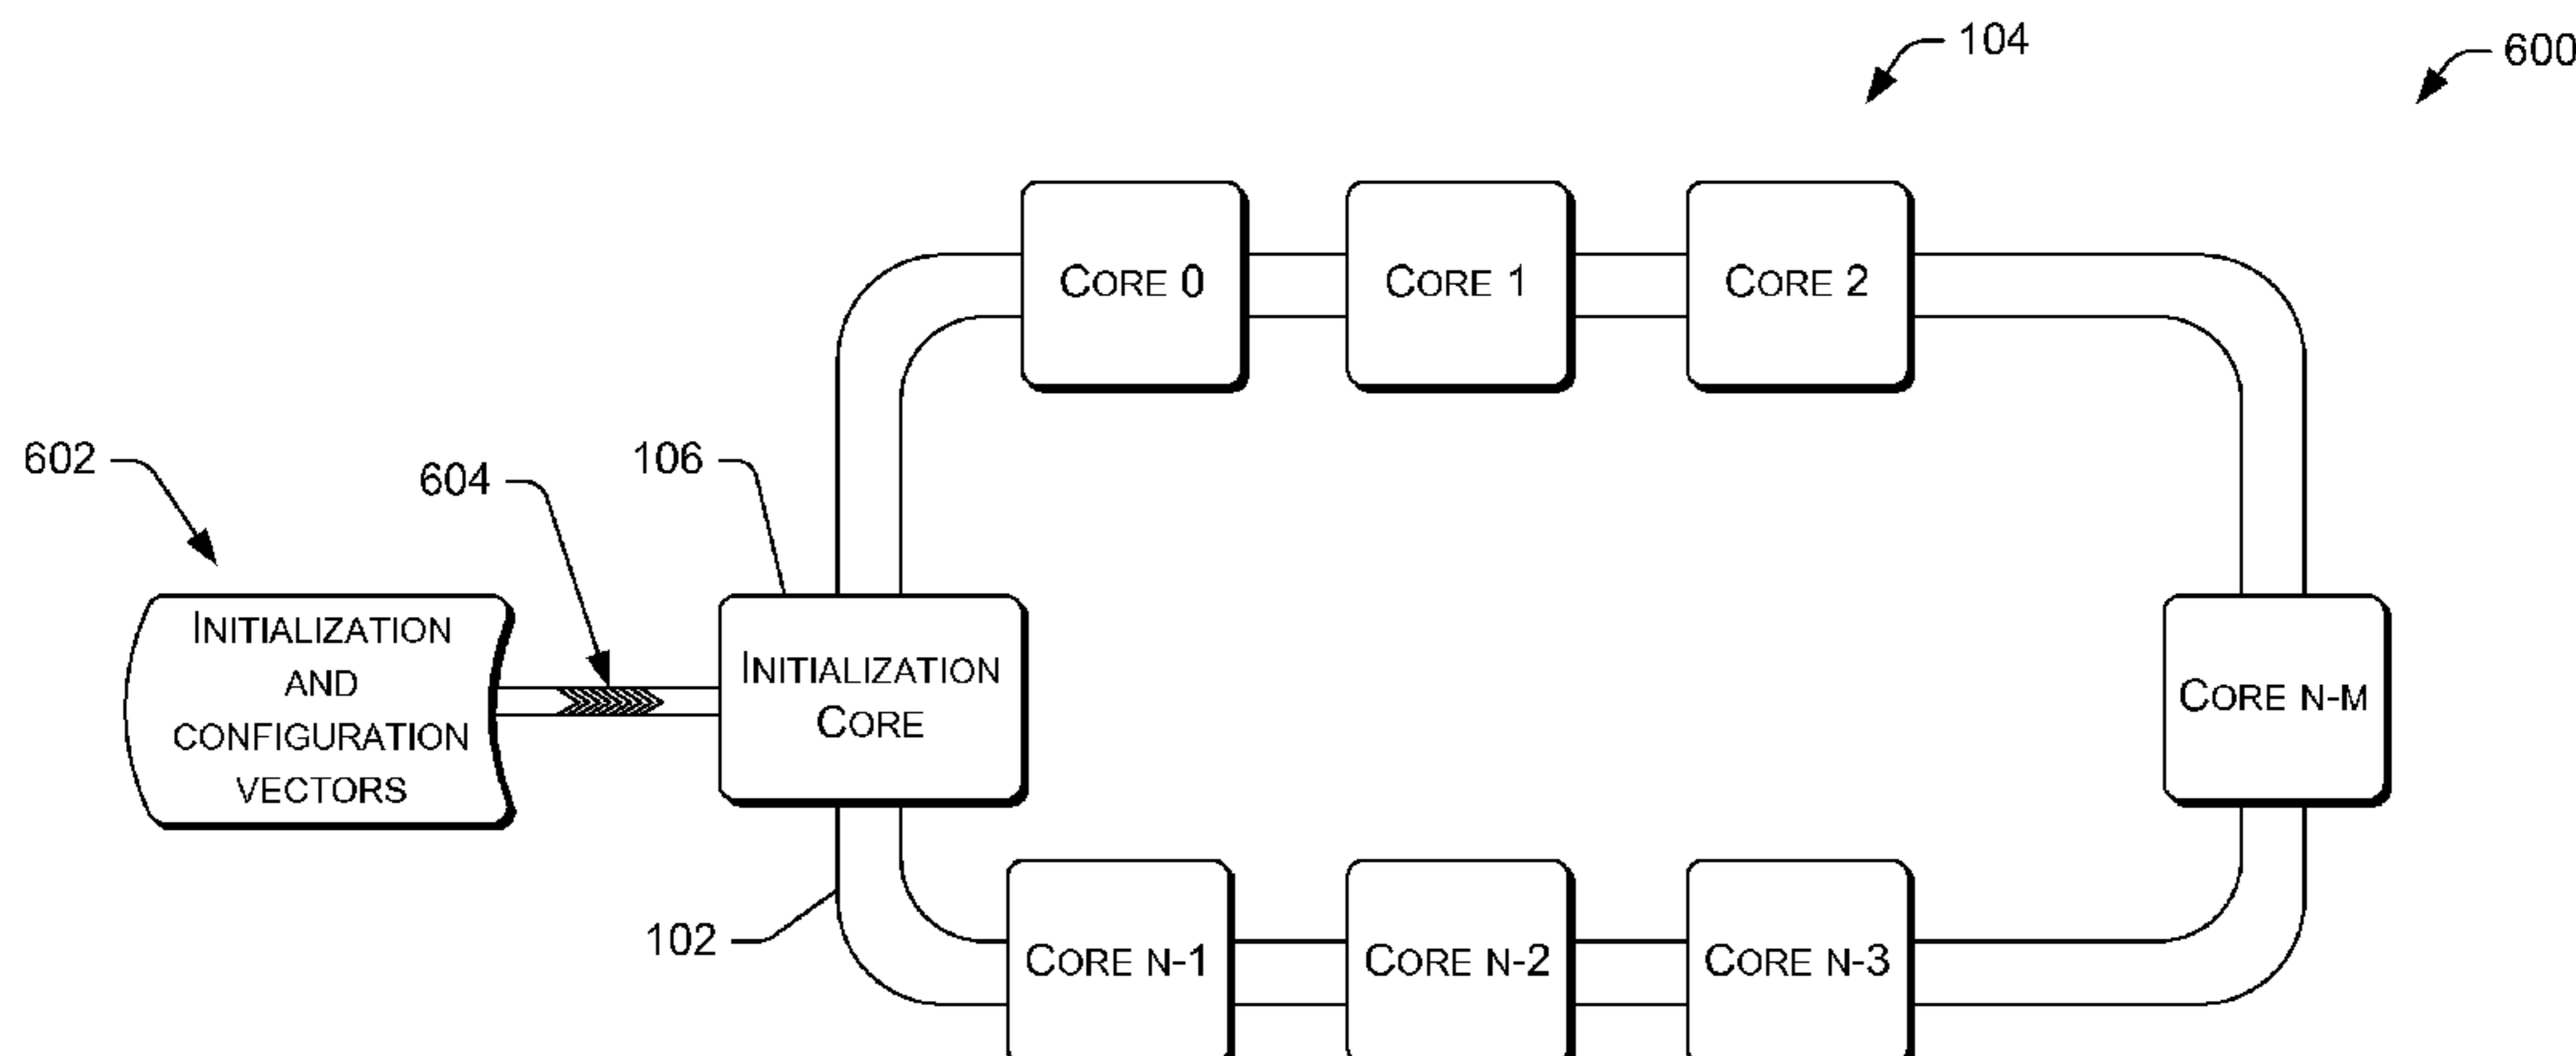 104
600
CORE 0
CORE 1
CORE 2
602
604
106
INITIALIZATION
AND
CONFIGURATION
VECTORS
INITIALIZATION
CORE
CORE N-M
102
CORE N-1
CORE N-2
CORE N-3